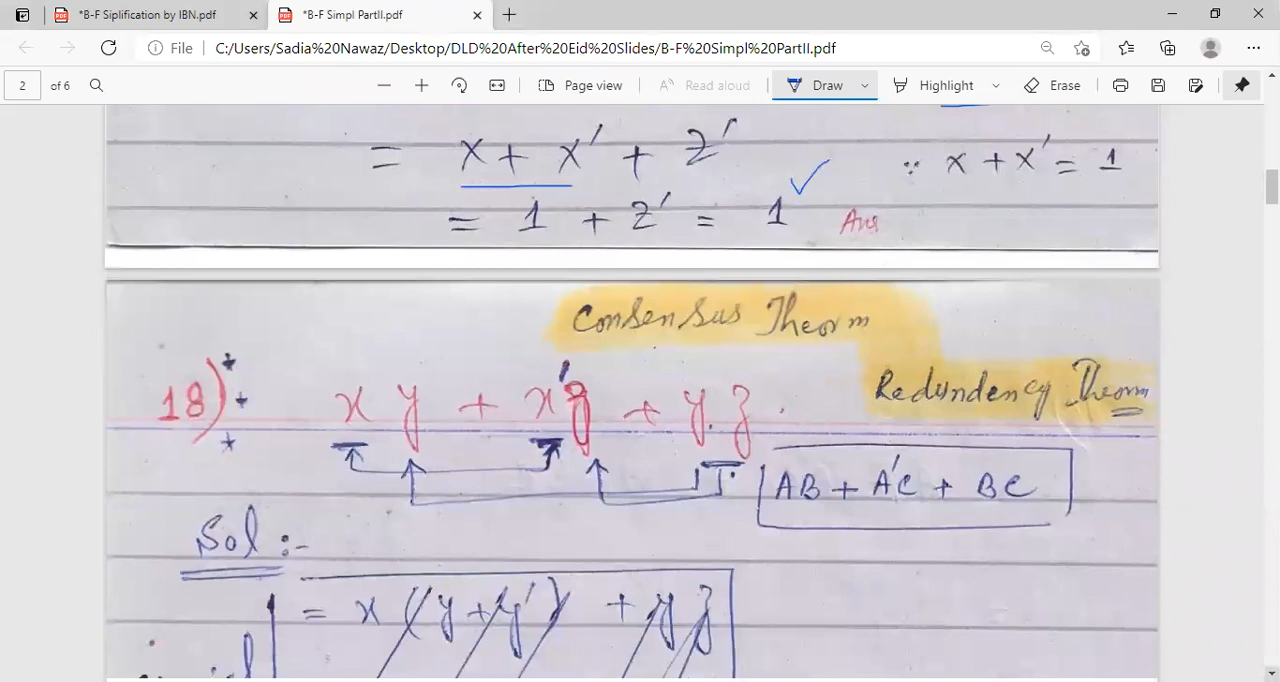 *B-F Siplification by IBN.pdf
*B-F Simpl PartII.pdf
File C:/Users/Sadia%20Nawaz/Desktop/DLD%20After%20Eid%20Slides/B-F%20Simpl%20PartII.pdf
2 of 6 Page view Read aloud Draw Highlight Erase
= x + x' + z' ∵ x + x' = 1
= 1 + z' = 1 Ans
Consensus Theorm
Redundency Theorm
18) x y + x'z + y.z.
AB + A'C + BC
Sol :-
= x (y+y') + yz